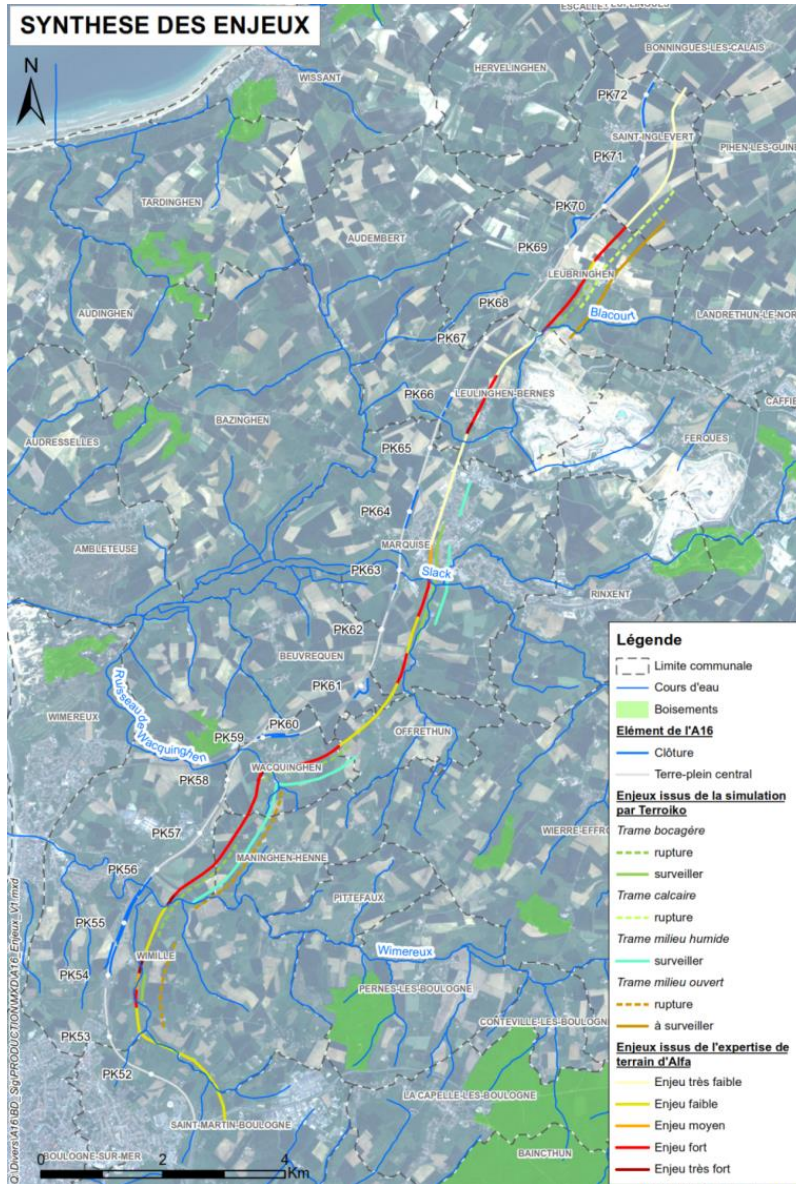 SYNTHESE DES ENJEUX
N
WISSANT
HERVELINGHEN
BONNINGUES-LES-CALAIS
PK72
SAINT-INGLEVERT
PIHEN-LES-GUINE
PK71
TARDINGHEN
PK70
AUDEMBERT
PK69
LEUBRINGHEN
AUDINGHEN
PK68
Blacourt
LANDRETHUN-LE-NOR
PK67
PK66
LEULINGHEN-BERNES
CAFFIE
BAZINGHEN
AUDRESSELLES
PK65
FERQUES
PK64
AMBLETEUSE
MARQUISE
PK63
Slack
RINXENT
PK62
BEUVREQUEN
PK61
Ruisseau de
Wacquinghen
WIMEREUX
PK60
PK59
OFFRETHUN
WACQUINGHEN
PK58
PK57
WIERRE-EFFRO
MANINGHEN-HENNE
PK56
PITTEFAUX
PK55
WIMILLE
Wimereux
PK54
PERNES-LES-BOULOGNE
PK53
CONTEVILLE-LES-BOULOGN
PK52
LA CAPELLE-LES-BOULOGNE
SAINT-MARTIN-BOULOGNE
BOULOGNE-SUR-MER
BAINCTHUN
0 2 4
Km
Légende
Limite communale
Cours d'eau
Boisements
Elément de l'A16
Clôture
Terre-plein central
Enjeux issus de la simulation
par Terroiko
Trame bocagére
rupture
surveiller
Trame calcaire
rupture
Trame milieu humide
surveiller
Trame milieu ouvert
rupture
à surveiller
Enjeux issus de l'expertise de
terrain d'Alfa
Enjeu très faible
Enjeu faible
Enjeu moyen
Enjeu fort
Enjeu très fort